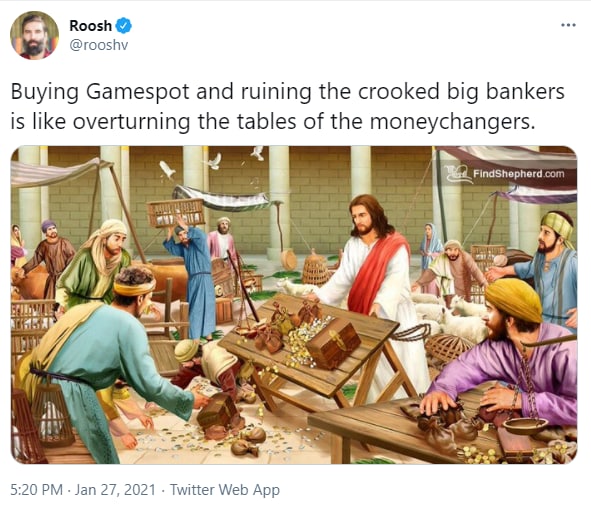 Roosh
@rooshv
Buying Gamespot and ruining the crooked big bankers
is like overturning the tables of the moneychangers.
FindShepherd.com
5:20 PM · Jan 27, 2021 · Twitter Web App